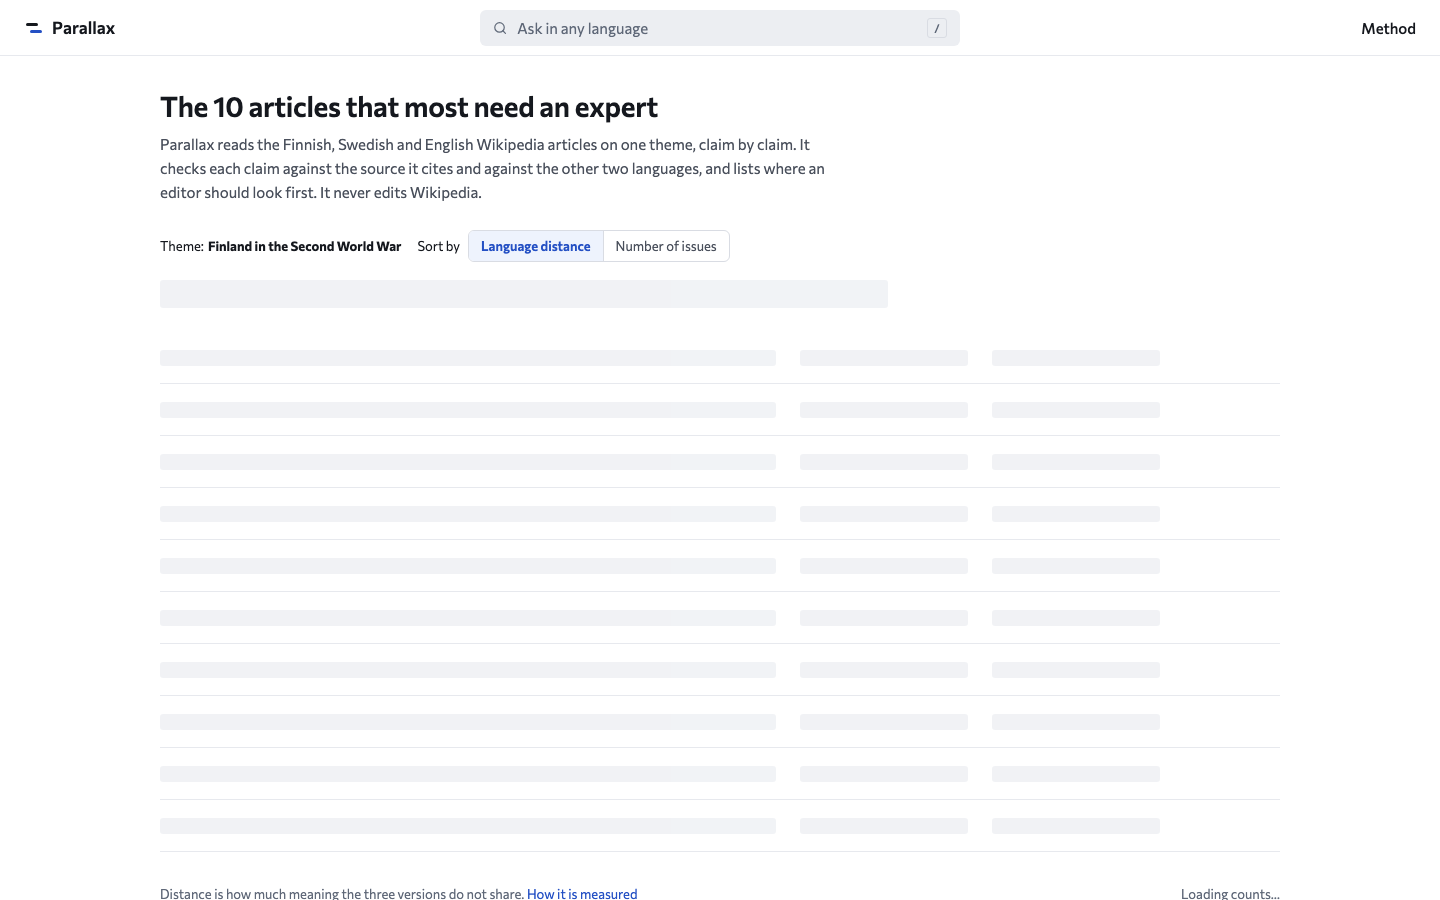 Parallax
Ask in any language
/
Method
The 10 articles that most need an expert
Parallax reads the Finnish, Swedish and English Wikipedia articles on one theme, claim by claim. It
checks each claim against the source it cites and against the other two languages, and lists where an
editor should look first. It never edits Wikipedia.
Theme: Finland in the Second World War Sort by Language distance Number of issues
Distance is how much meaning the three versions do not share. How it is measured
Loading counts...